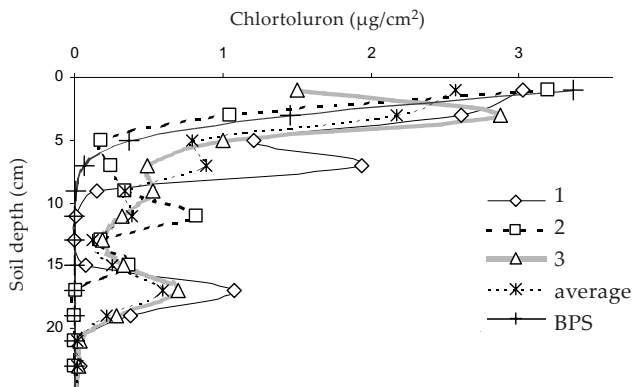 Chlortoluron (µg/cm²)
0 1 2 3
0
5
10
15
20
Soil depth (cm)
1
2
3
average
BPS